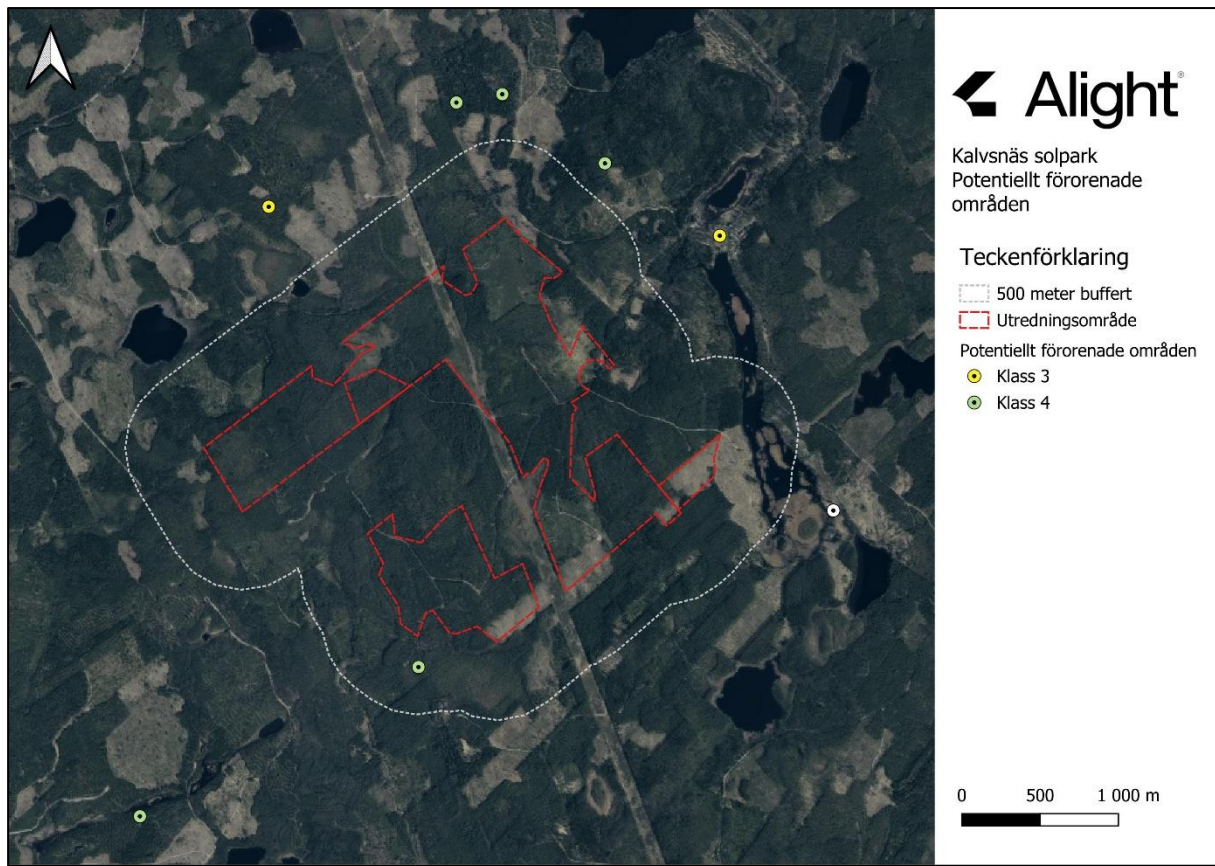 Alight®
Kalvsnäs solpark
Potentiellt förorenade
områden
Teckenförklaring
500 meter buffert
Utredningsområde
Potentiellt förorenade områden
Klass 3
Klass 4
0 500 1 000 m